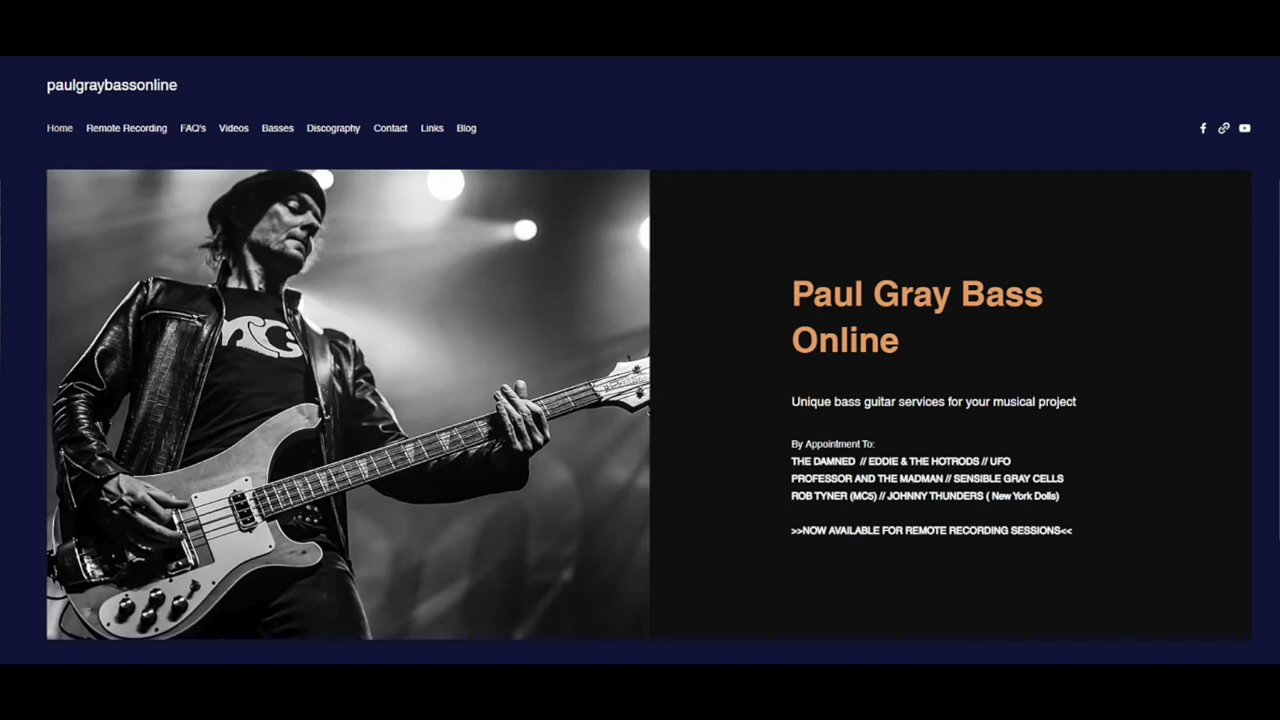 paulgraybassonline
Home Remote Recording FAQ's Videos Basses Discography Contact Links Blog
Paul Gray Bass
Online
Unique bass guitar services for your musical project
By Appointment To:
THE DAMNED // EDDIE & THE HOTRODS // UFO
PROFESSOR AND THE MADMAN // SENSIBLE GRAY CELLS
ROB TYNER (MC5) // JOHNNY THUNDERS ( New York Dolls)
>>NOW AVAILABLE FOR REMOTE RECORDING SESSIONS<<